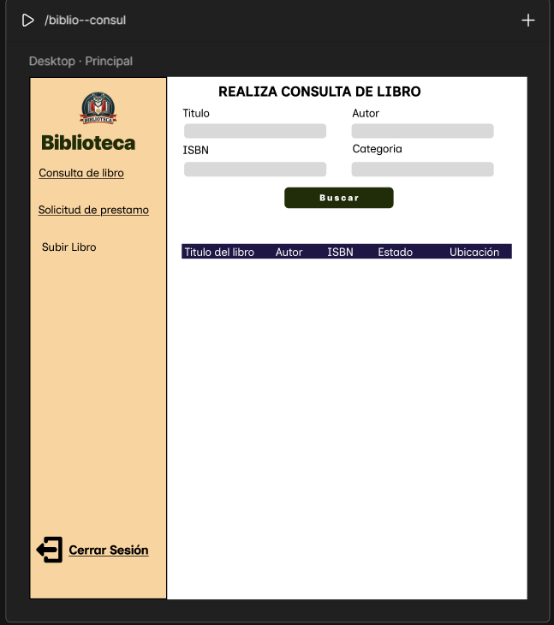 /biblio--consul
Desktop · Principal
BIBLIOTECA
Biblioteca
Consulta de libro
Solicitud de prestamo
Subir Libro
Cerrar Sesión
REALIZA CONSULTA DE LIBRO
Titulo Autor
ISBN Categoria
Buscar
Titulo del libro Autor ISBN Estado Ubicación